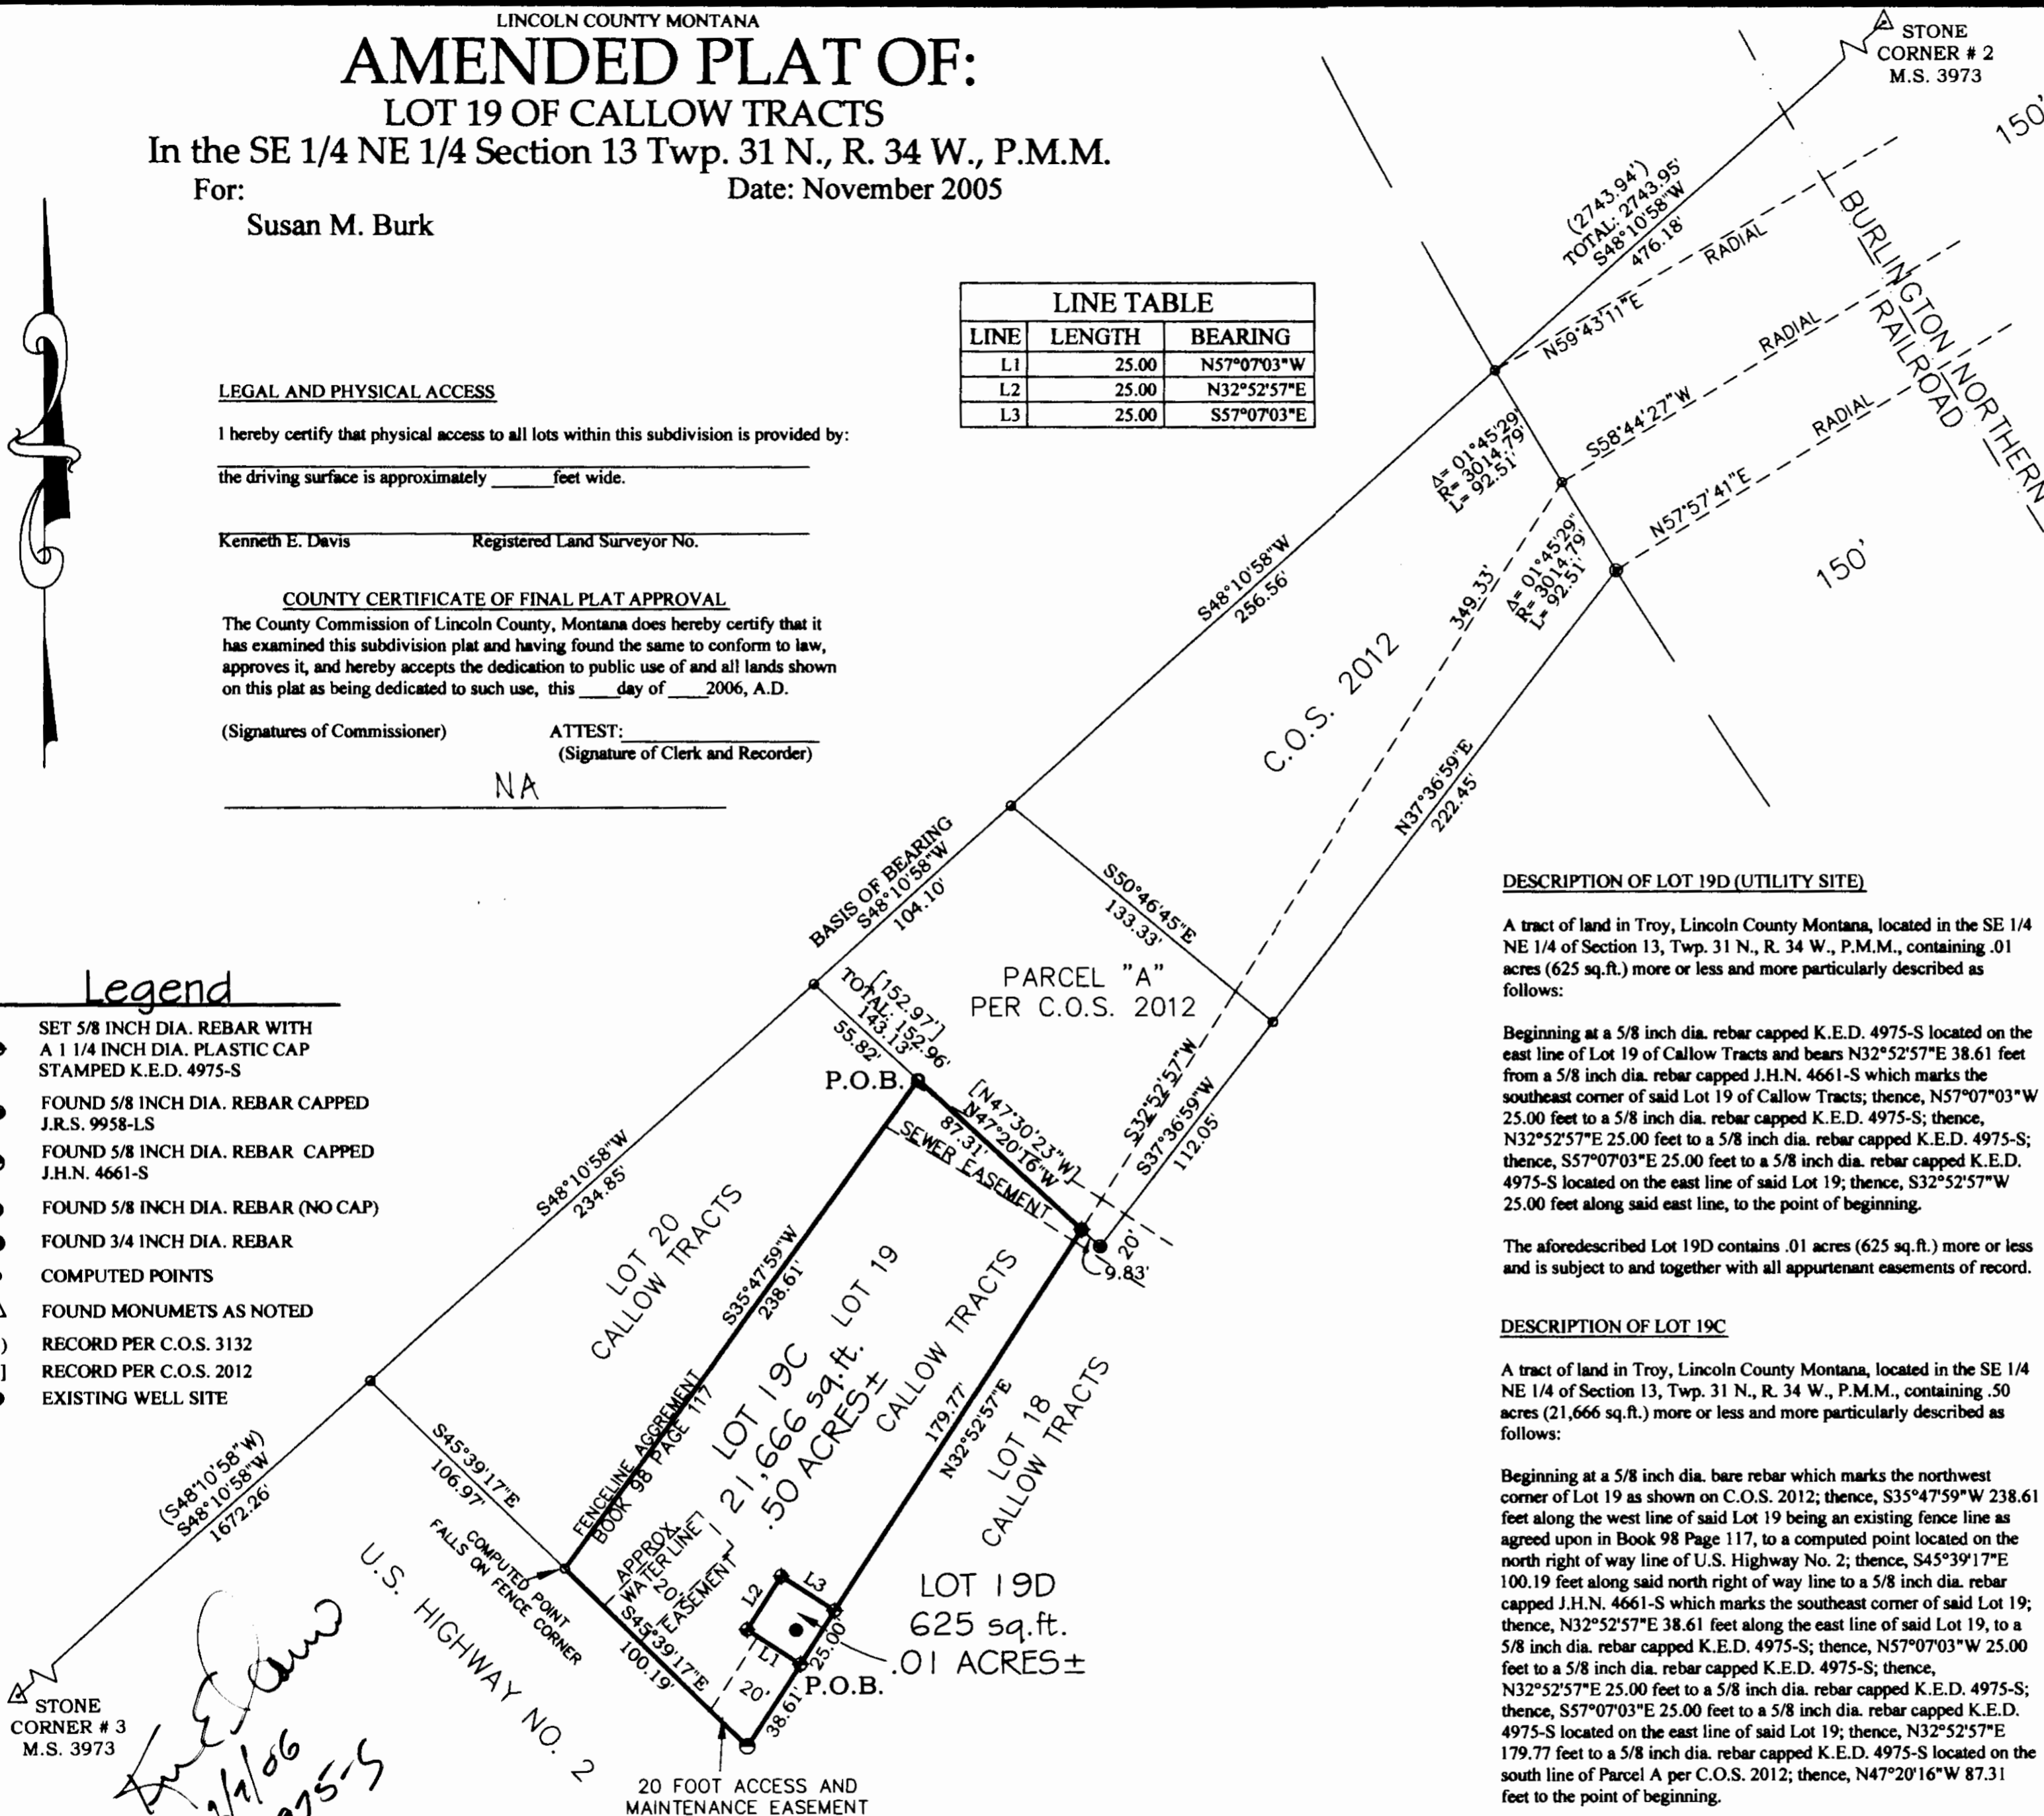 LINCOLN COUNTY MONTANA
AMENDED PLAT OF:
LOT 19 OF CALLOW TRACTS
In the SE 1/4 NE 1/4 Section 13 Twp. 31 N., R. 34 W., P.M.M.
For:
Date: November 2005
Susan M. Burk
LINE TABLE
LINE LENGTH BEARING
L1 25.00 N57°07'03"W
L2 25.00 N32°52'57"E
L3 25.00 S57°07'03"E
LEGAL AND PHYSICAL ACCESS
I hereby certify that physical access to all lots within this subdivision is provided by:
the driving surface is approximately ______ feet wide.
Kenneth E. Davis Registered Land Surveyor No.
COUNTY CERTIFICATE OF FINAL PLAT APPROVAL
The County Commission of Lincoln County, Montana does hereby certify that it
has examined this subdivision plat and having found the same to conform to law,
approves it, and hereby accepts the dedication to public use of and all lands shown
on this plat as being dedicated to such use, this ____day of ____2006, A.D.
(Signatures of Commissioner) ATTEST:
(Signature of Clerk and Recorder)
NA
Legend
SET 5/8 INCH DIA. REBAR WITH
A 1 1/4 INCH DIA. PLASTIC CAP
STAMPED K.E.D. 4975-S
FOUND 5/8 INCH DIA. REBAR CAPPED
J.R.S. 9958-LS
FOUND 5/8 INCH DIA. REBAR CAPPED
J.H.N. 4661-S
FOUND 5/8 INCH DIA. REBAR (NO CAP)
FOUND 3/4 INCH DIA. REBAR
COMPUTED POINTS
FOUND MONUMETS AS NOTED
) RECORD PER C.O.S. 3132
] RECORD PER C.O.S. 2012
EXISTING WELL SITE
STONE
CORNER # 2
M.S. 3973
150'
(2743.94')
TOTAL: 2743.95'
S48°10'58"W
476.18'
N59°43'11"E
RADIAL
BURLINGTON NORTHERN
RAILROAD
S58°44'27"W
RADIAL
N57°57'41"E
RADIAL
150'
Δ= 01°45'29"
R= 3014.79'
L= 92.51'
Δ= 01°45'29"
R= 3014.79'
L= 92.51'
349.33'
S48°10'58"W
256.56'
C.O.S. 2012
N37°36'59"E
222.45'
BASIS OF BEARING
S48°10'58"W
104.10'
S50°46'45"E
133.33'
PARCEL "A"
PER C.O.S. 2012
[152.97']
TOTAL: 152.96'
143.13'
55.82'
P.O.B.
[N47°30'23"W]
N47°20'16"W
87.31'
SEWER EASEMENT
S32°52'57"W
S37°36'59"W
112.05'
20'
9.83'
S48°10'58"W
234.85'
LOT 20
CALLOW TRACTS
S35°47'59"W
238.61'
FENCELINE AGGREMENT
BOOK 98 PAGE 117
LOT 19
CALLOW TRACTS
LOT 19C
21,666 sq.ft.
.50 ACRES±
179.77'
N32°52'57"E
LOT 18
CALLOW TRACTS
(S48°10'58"W)
S48°10'58"W
1672.26'
S45°39'17"E
106.97'
COMPUTED POINT
FALLS ON FENCE CORNER
APPROX.
WATER LINE
20'
EASEMENT
S45°39'17"E
100.19'
L2
L3
L1
25.00'
20'
38.61'
P.O.B.
LOT 19D
625 sq.ft.
.01 ACRES±
U.S. HIGHWAY NO. 2
20 FOOT ACCESS AND
MAINTENANCE EASEMENT
STONE
CORNER # 3
M.S. 3973
DESCRIPTION OF LOT 19D (UTILITY SITE)
A tract of land in Troy, Lincoln County Montana, located in the SE 1/4
NE 1/4 of Section 13, Twp. 31 N., R. 34 W., P.M.M., containing .01
acres (625 sq.ft.) more or less and more particularly described as
follows:
Beginning at a 5/8 inch dia. rebar capped K.E.D. 4975-S located on the
east line of Lot 19 of Callow Tracts and bears N32°52'57"E 38.61 feet
from a 5/8 inch dia. rebar capped J.H.N. 4661-S which marks the
southeast corner of said Lot 19 of Callow Tracts; thence, N57°07"03"W
25.00 feet to a 5/8 inch dia. rebar capped K.E.D. 4975-S; thence,
N32°52'57"E 25.00 feet to a 5/8 inch dia. rebar capped K.E.D. 4975-S;
thence, S57°07'03"E 25.00 feet to a 5/8 inch dia. rebar capped K.E.D.
4975-S located on the east line of said Lot 19; thence, S32°52'57"W
25.00 feet along said east line, to the point of beginning.
The aforedescribed Lot 19D contains .01 acres (625 sq.ft.) more or less
and is subject to and together with all appurtenant easements of record.
DESCRIPTION OF LOT 19C
A tract of land in Troy, Lincoln County Montana, located in the SE 1/4
NE 1/4 of Section 13, Twp. 31 N., R. 34 W., P.M.M., containing .50
acres (21,666 sq.ft.) more or less and more particularly described as
follows:
Beginning at a 5/8 inch dia. bare rebar which marks the northwest
corner of Lot 19 as shown on C.O.S. 2012; thence, S35°47'59"W 238.61
feet along the west line of said Lot 19 being an existing fence line as
agreed upon in Book 98 Page 117, to a computed point located on the
north right of way line of U.S. Highway No. 2; thence, S45°39'17"E
100.19 feet along said north right of way line to a 5/8 inch dia. rebar
capped J.H.N. 4661-S which marks the southeast corner of said Lot 19;
thence, N32°52'57"E 38.61 feet along the east line of said Lot 19, to a
5/8 inch dia. rebar capped K.E.D. 4975-S; thence, N57°07'03"W 25.00
feet to a 5/8 inch dia. rebar capped K.E.D. 4975-S; thence,
N32°52'57"E 25.00 feet to a 5/8 inch dia. rebar capped K.E.D. 4975-S;
thence, S57°07'03"E 25.00 feet to a 5/8 inch dia. rebar capped K.E.D.
4975-S located on the east line of said Lot 19; thence, N32°52'57"E
179.77 feet to a 5/8 inch dia. rebar capped K.E.D. 4975-S located on the
south line of Parcel A per C.O.S. 2012; thence, N47°20'16"W 87.31
feet to the point of beginning.